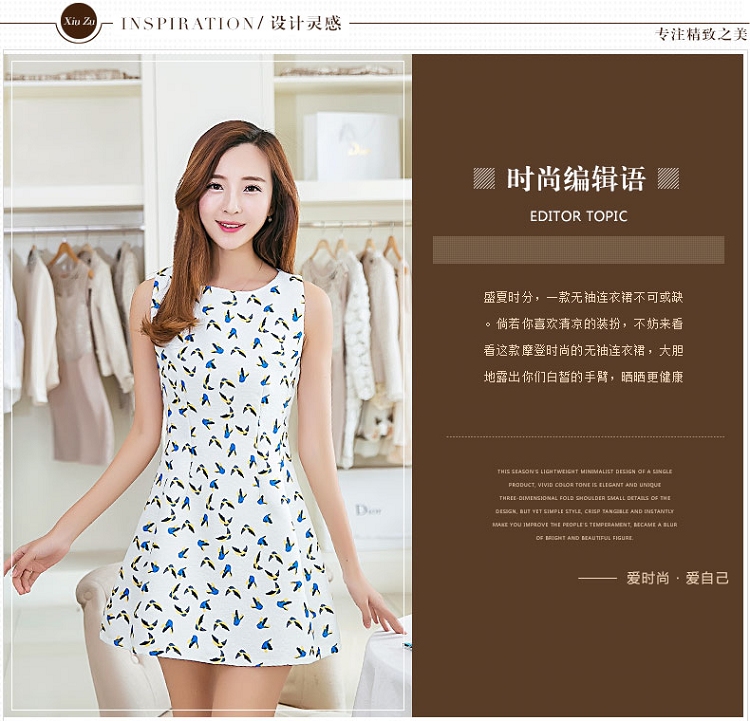 Xiu Zu
INSPIRATION/ 设计灵感
专注精致之美
Dior
时尚编辑语
EDITOR TOPIC
盛夏时分，一款无袖连衣裙不可或缺
。倘若你喜欢清凉的装扮，不妨来看
看这款摩登时尚的无袖连衣裙，大胆
地露出你们白皙的手臂，晒晒更健康
THIS SEASON'S LIGHTWEIGHT MINIMALIST DESIGN OF A SINGLE
PRODUCT, VIVID COLOR TONE IS ELEGANT AND UNIQUE
THREE-DIMENSIONAL FOLD SHOULDER SMALL DETAILS OF THE
DESIGN, BUT YET SIMPLE STYLE, CRISP TANGIBLE AND INSTANTLY
MAKE YOU IMPROVE THE PEOPLE'S TEMPERAMENT, BECAME A BLUR
OF BRIGHT AND BEAUTIFUL FIGURE.
爱时尚 · 爱自己
Dior